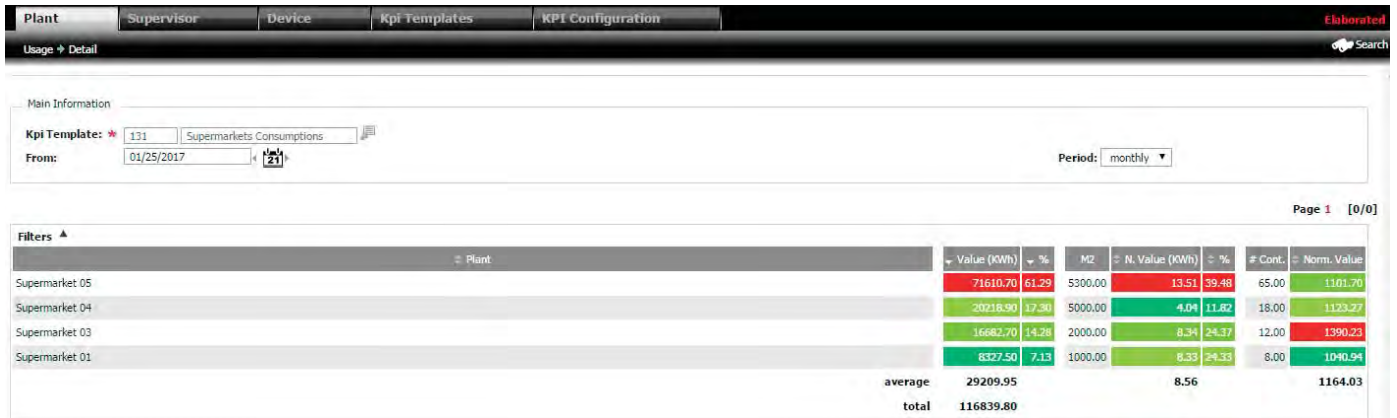 Plant Supervisor Device Kpi Templates KPI Configuration Elaborated
Usage Detail Search
Main Information
Kpi Template: * 131 Supermarkets Consumptions
From: 01/25/2017 21 Period: monthly
Page 1 [0/0]
Filters
Plant Value (KWh) % M2 N. Value (KWh) % # Cont. Norm. Value
Supermarket 05 71610.70 61.29 5300.00 13.51 39.48 65.00 1101.70
Supermarket 04 20218.90 17.30 5000.00 4.04 11.82 18.00 1123.27
Supermarket 03 16682.70 14.28 2000.00 8.34 24.37 12.00 1390.23
Supermarket 01 8327.50 7.13 1000.00 8.33 24.33 8.00 1040.94
average 29209.95 8.56 1164.03
total 116839.80